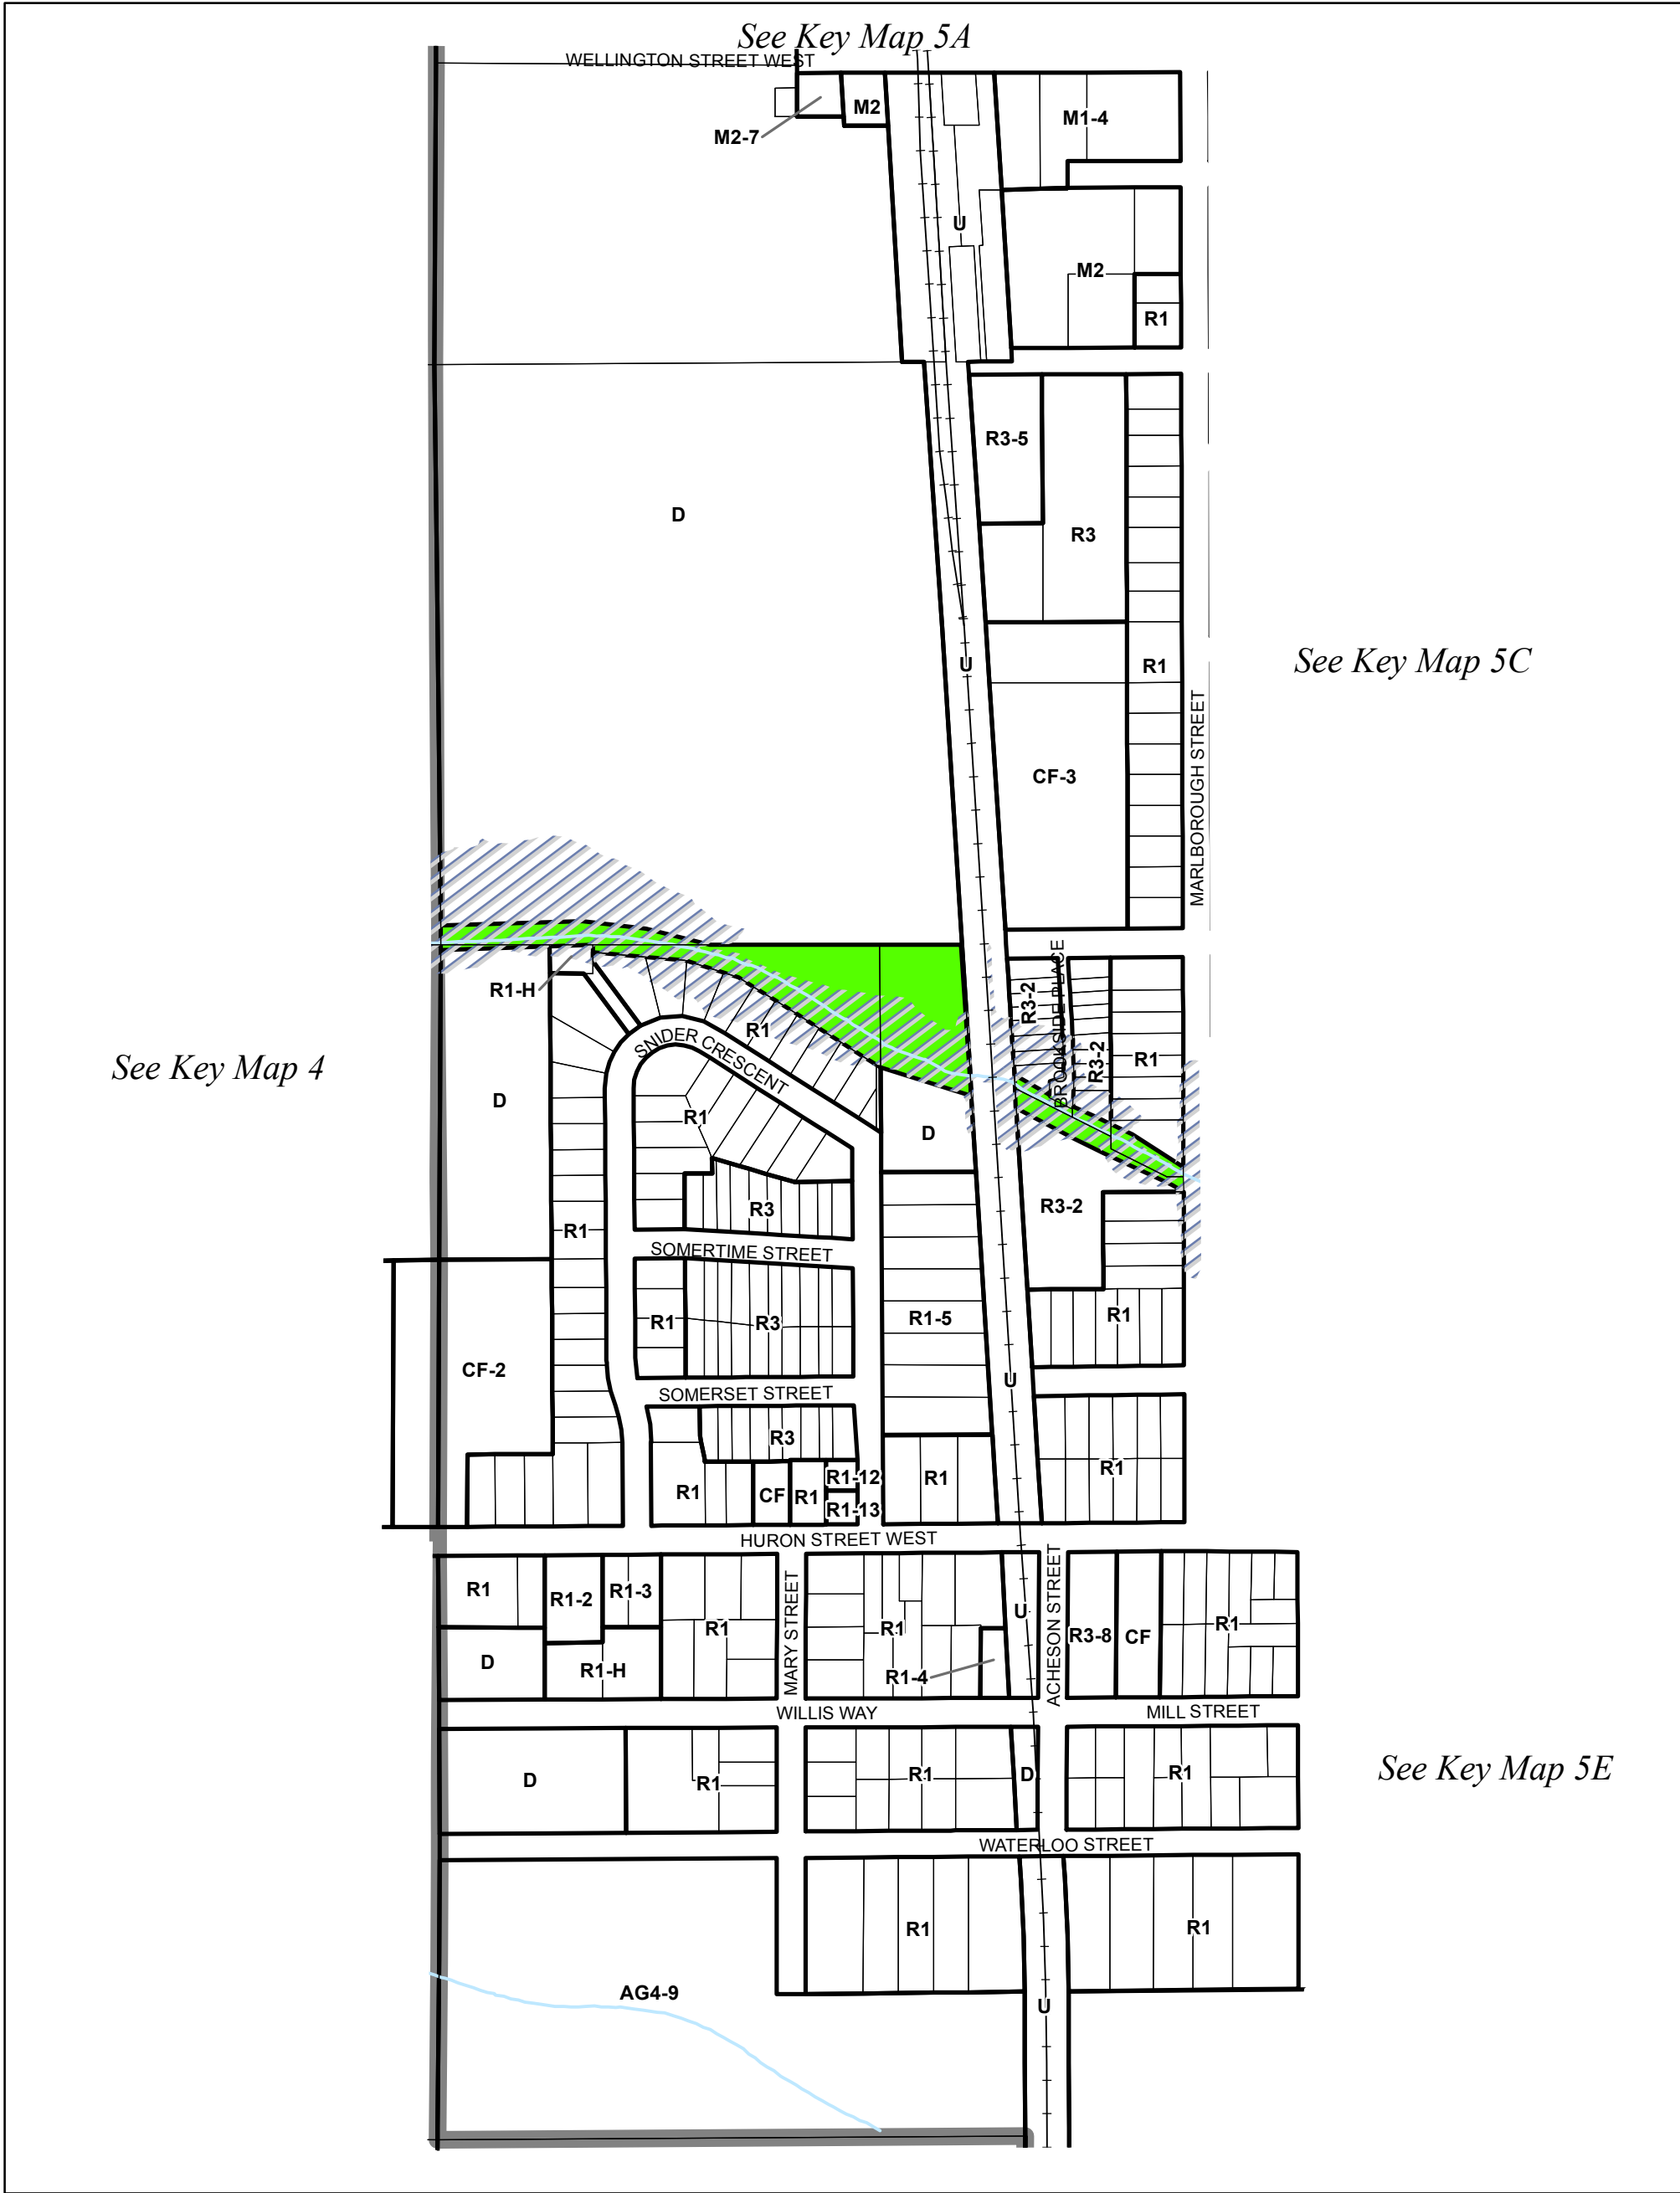 See Key Map 5A
WELLINGTON STREET WEST
M2
M2-7
M1-4
U
M2
R1
R3-5
D
R3
U
R1
See Key Map 5C
MARLBOROUGH STREET
CF-3
R1-H
R3-2
BROOKSIDE PLACE
R1
SNIDER CRESCENT
R3-2
R1
See Key Map 4
D
R1
D
R3-2
R3
R1
SOMERTIME STREET
R1
R3
R1-5
R1
CF-2
U
SOMERSET STREET
R3
R1
R1-12
R1
R1
CF
R1
R1-13
HURON STREET WEST
R1
R1-2
R1-3
MARY STREET
ACHESON STREET
U
R1
R1
R3-8
CF
R1
D
R1-H
R1-4
WILLIS WAY
MILL STREET
D
R1
R1
D
R1
See Key Map 5E
WATERLOO STREET
R1
R1
AG4-9
U